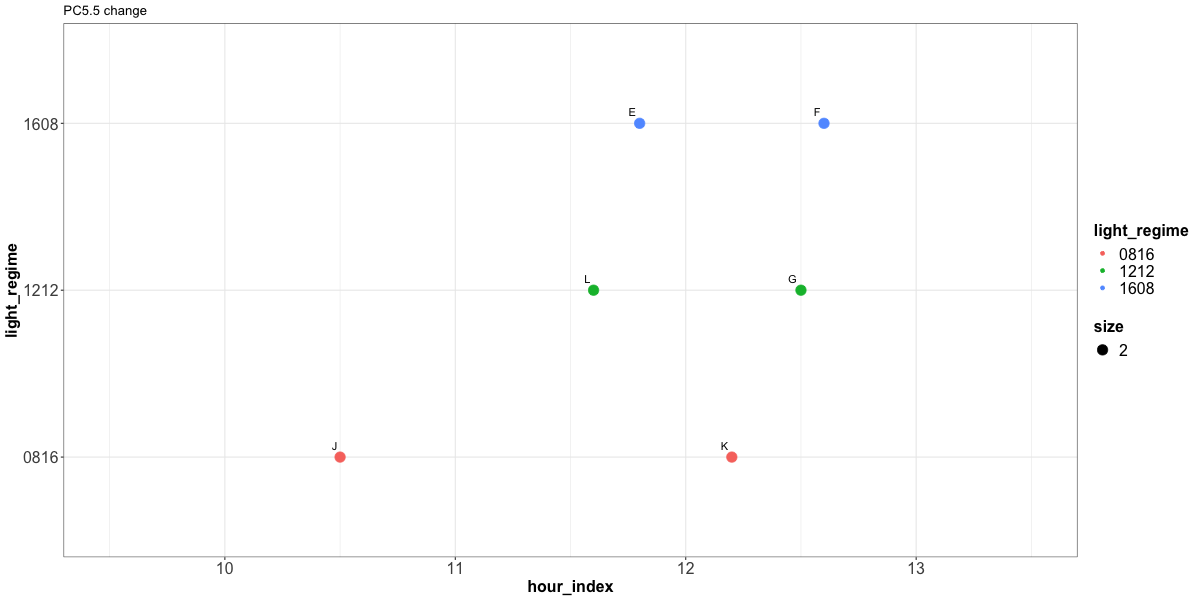 PC5.5 change
1608
1212
0816
light_regime
E
F
L
G
J
K
10 11 12 13
hour_index
light_regime
0816
1212
1608
size
2